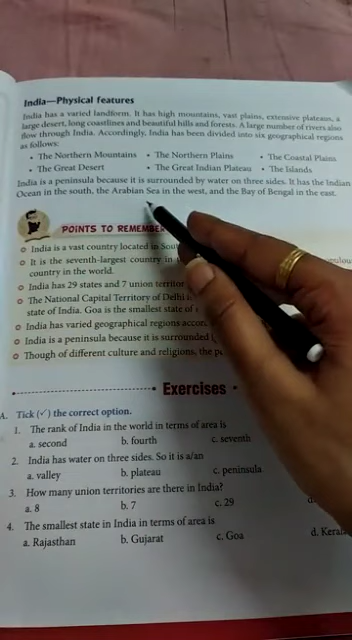 India—Physical features
India has a varied landform. It has high mountains, vast plains, extensive plateaus, a
large desert, long coastlines and beautiful hills and forests. A large number of rivers also
flow through India. Accordingly, India has been divided into six geographical regions
as follows:
• The Northern Mountains • The Northern Plains • The Coastal Plains
• The Great Desert • The Great Indian Plateau • The Islands
India is a peninsula because it is surrounded by water on three sides. It has the Indian
Ocean in the south, the Arabian Sea in the west, and the Bay of Bengal in the east.
POINTS TO REMEMBER
India is a vast country located in
It is the seventh-largest country in
country in the world.
India has 29 states and 7 union
The National Capital Territory of Delhi
state of India. Goa is the smallest state of
India has varied geographical regions
India is a peninsula because it is surrounded
Though of different culture and religions, the
Exercises
A. Tick (✓) the correct option.
1. The rank of India in the world in terms of area is
a. second b. fourth c. seventh
2. India has water on three sides. So it is a/an
a. valley b. plateau c. peninsula
3. How many union territories are there in India?
a. 8 b. 7 c. 29 d.
4. The smallest state in India in terms of area is
a. Rajasthan b. Gujarat c. Goa d. Kerala